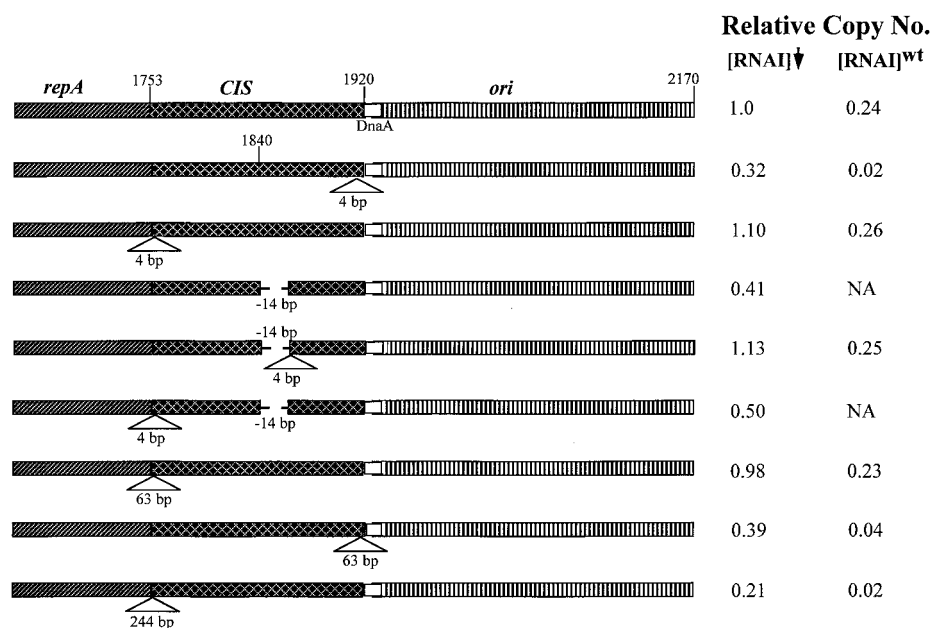 Relative Copy No.
[RNAI]↓ [RNAI]wt
repA 1753 CIS 1920 ori 2170
DnaA
1.0 0.24
1840
4 bp
0.32 0.02
4 bp
1.10 0.26
-14 bp
0.41 NA
-14 bp
4 bp
1.13 0.25
4 bp
-14 bp
0.50 NA
63 bp
0.98 0.23
63 bp
0.39 0.04
244 bp
0.21 0.02